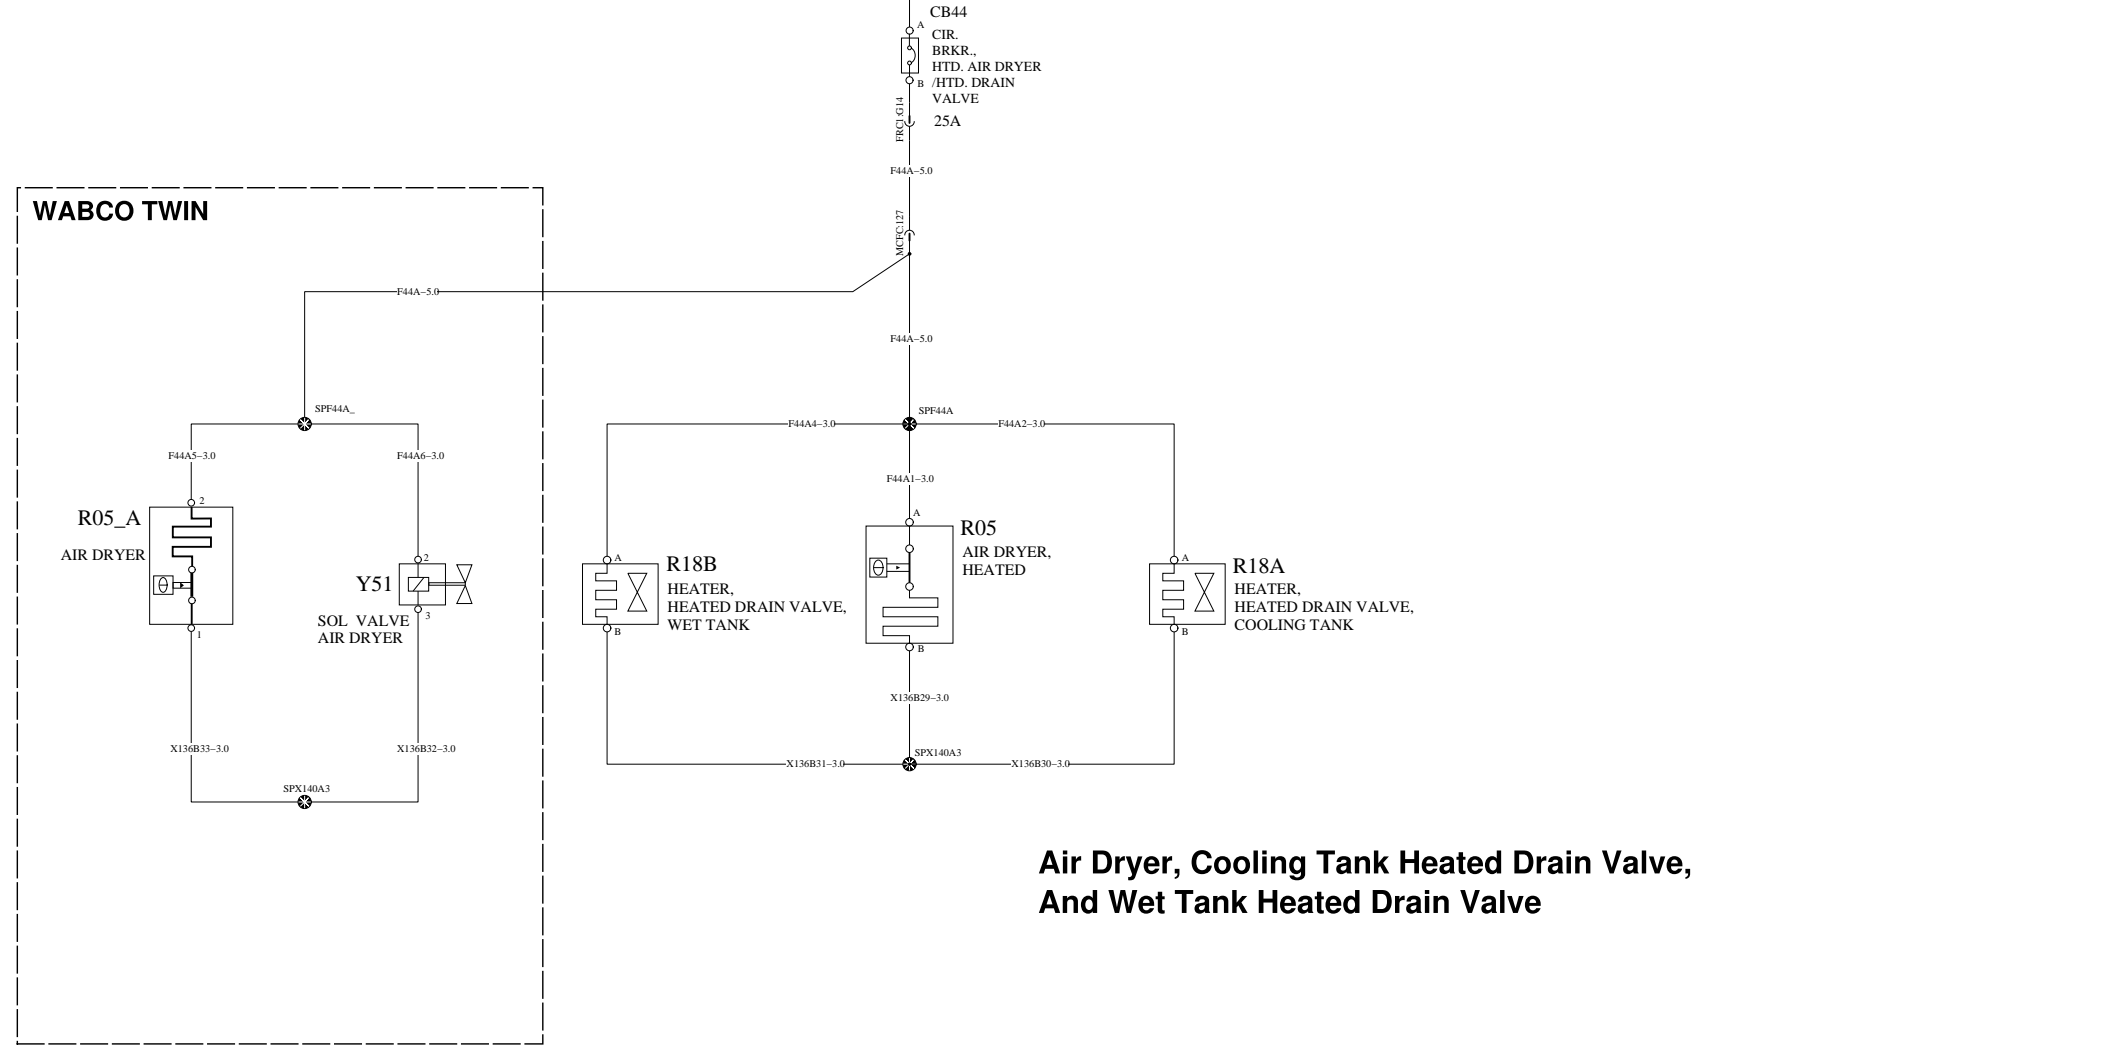 CB44
A
CIR.
BRKR.,
HTD. AIR DRYER
/HTD. DRAIN
VALVE
B
25A
FRC1:G14
F44A–5.0
MCFC:127
WABCO TWIN
F44A–5.0
F44A–5.0
SPF44A_
SPF44A
F44A4–3.0
F44A2–3.0
F44A5–3.0
F44A6–3.0
F44A1–3.0
2
R05_A
AIR DRYER
1
2
Y51
3
SOL VALVE
AIR DRYER
A
R18B
HEATER,
HEATED DRAIN VALVE,
WET TANK
B
A
R05
AIR DRYER,
HEATED
B
A
R18A
HEATER,
HEATED DRAIN VALVE,
COOLING TANK
B
X136B29–3.0
X136B33–3.0
X136B32–3.0
SPX140A3
X136B31–3.0
X136B30–3.0
SPX140A3
Air Dryer, Cooling Tank Heated Drain Valve,
And Wet Tank Heated Drain Valve